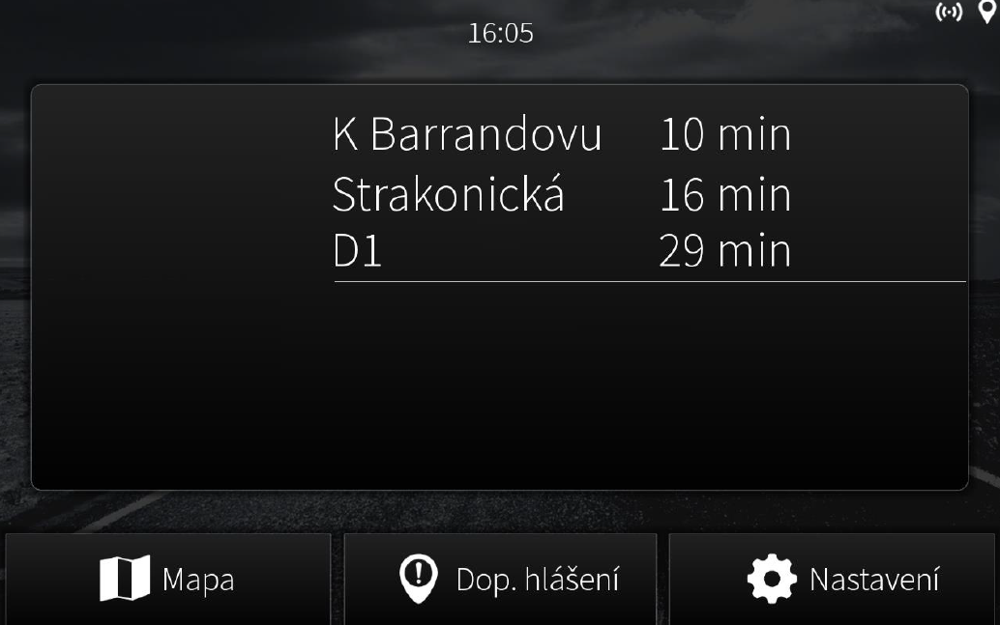 16:05
K Barrandovu 10 min
Strakonická 16 min
D1 29 min
Mapa
Dop. hlášení
Nastavení